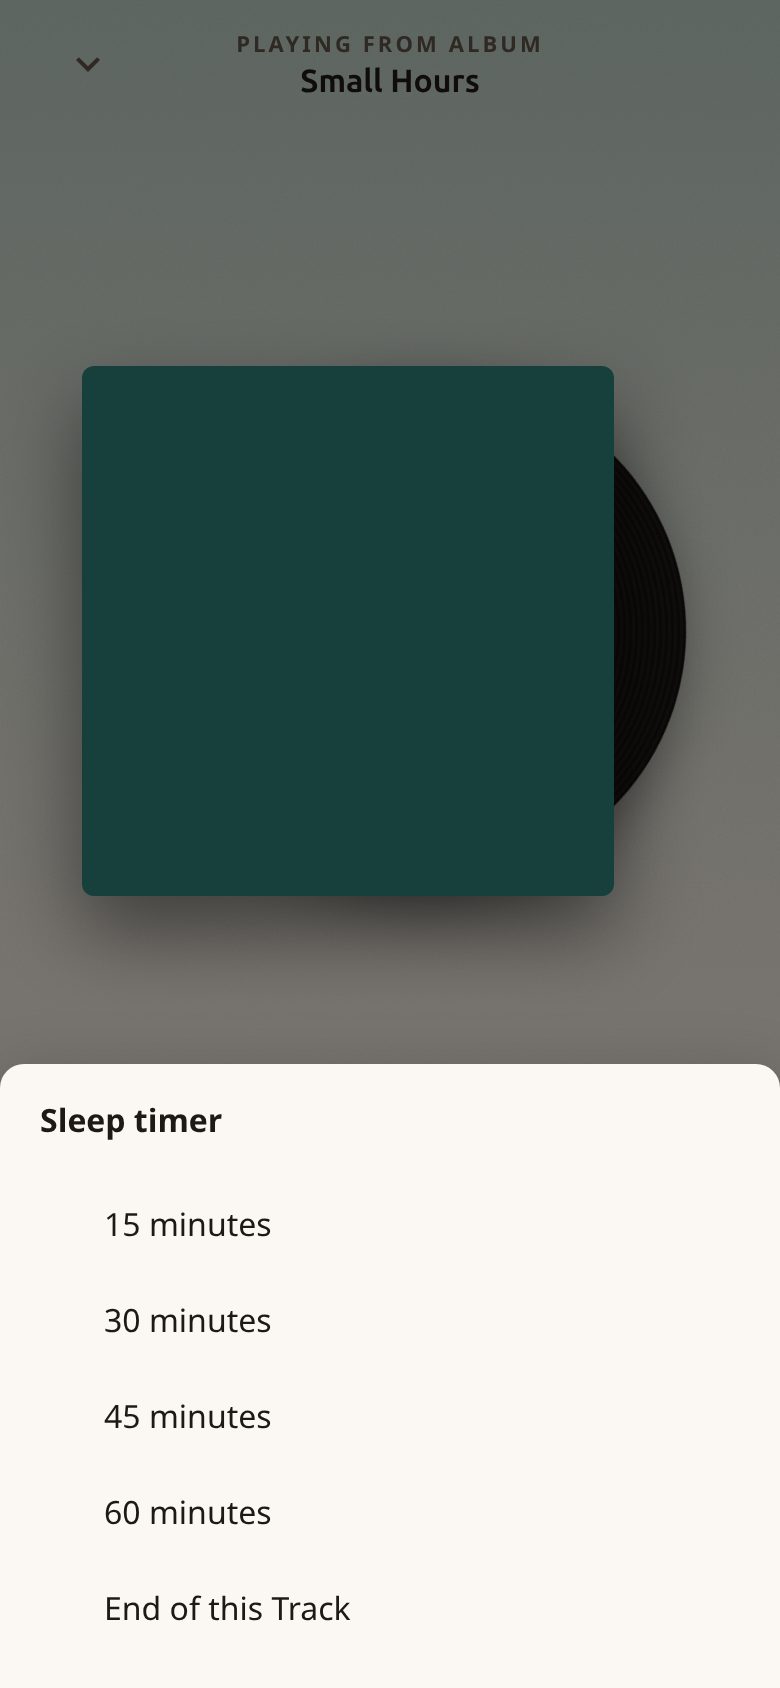 PLAYING FROM ALBUM
Small Hours
Sleep timer
15 minutes
30 minutes
45 minutes
60 minutes
End of this Track